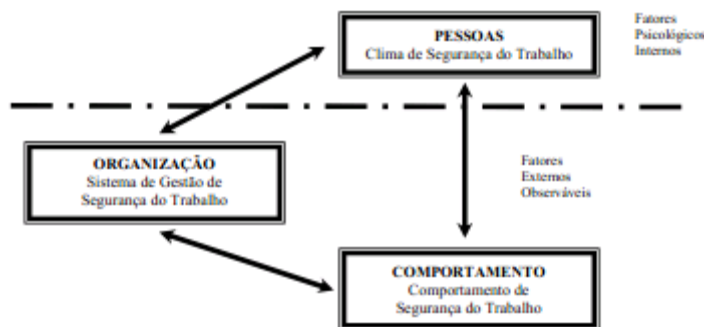 PESSOAS
Clima de Segurança do Trabalho
Fatores
Psicológicos
Internos
ORGANIZAÇÃO
Sistema de Gestão de
Segurança do Trabalho
Fatores
Externos
Observáveis
COMPORTAMENTO
Comportamento de
Segurança do Trabalho